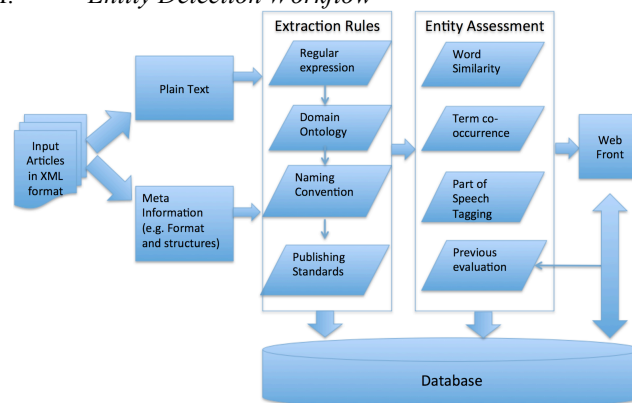 Entity Detection Workflow
Extraction Rules
Entity Assessment
Regular
expression
Word
Similarity
Plain Text
Domain
Ontology
Term co-
occurrence
Input
Articles
in XML
format
Web
Front
Naming
Convention
Part of
Speech
Tagging
Meta
Information
(e.g. Format
and structures)
Publishing
Standards
Previous
evaluation
Database